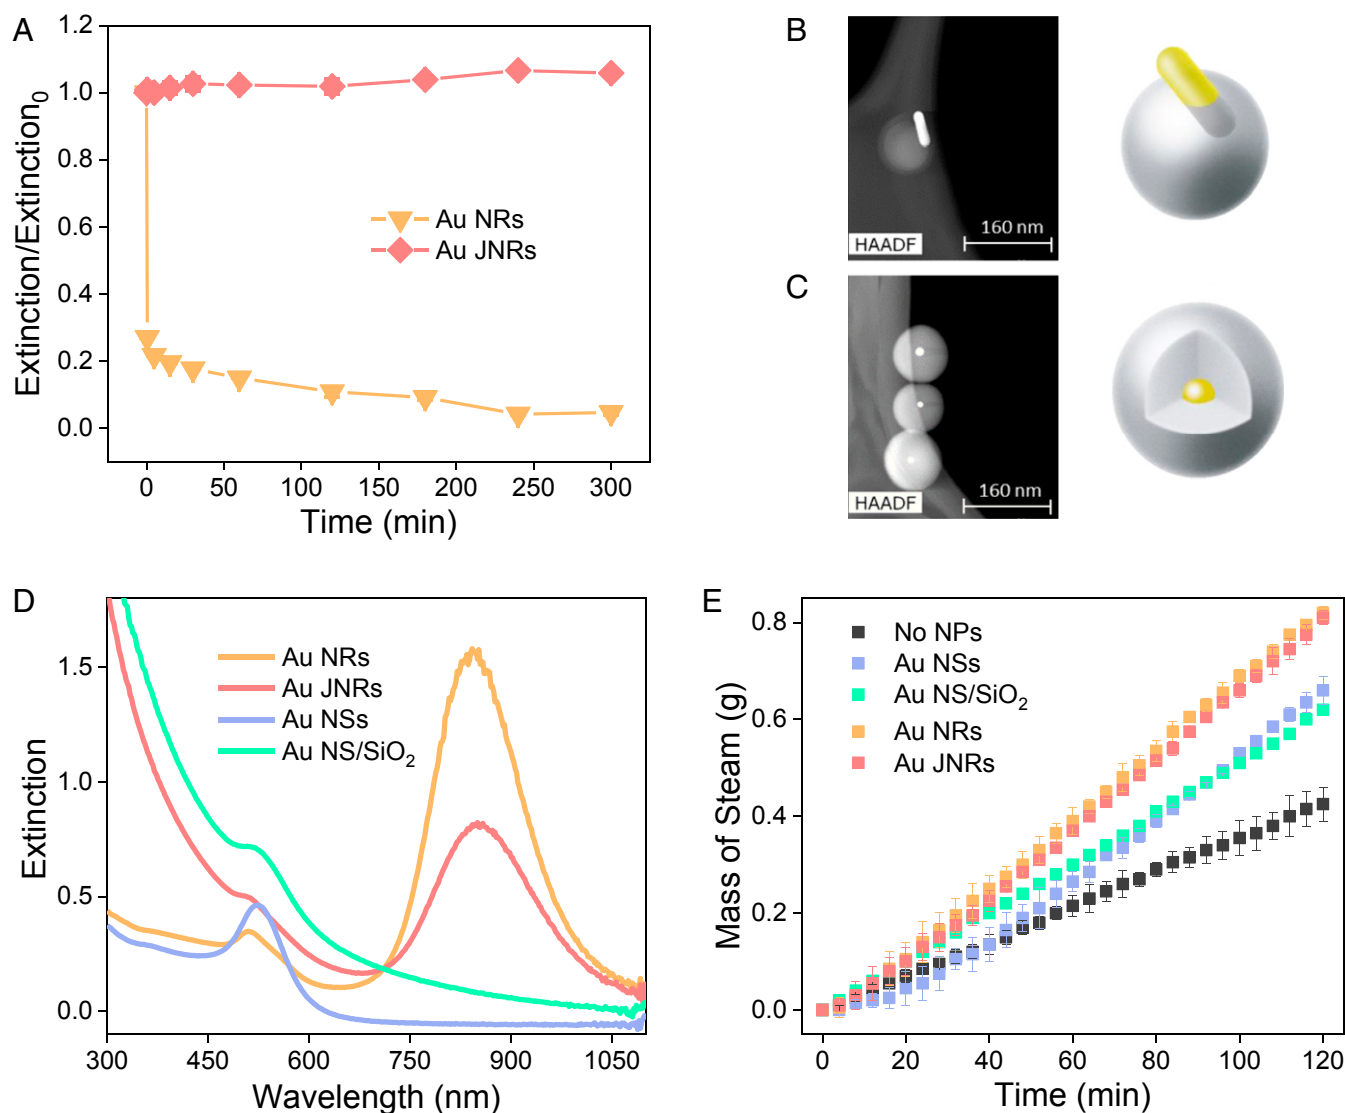 A
1.2
1.0
0.8
0.6
0.4
0.2
0.0
Extinction/Extinction₀
Au NRs
Au JNRs
0 50 100 150 200 250 300
Time (min)
B
160 nm
HAADF
C
160 nm
HAADF
D
1.5
1.0
0.5
0.0
Extinction
Au NRs
Au JNRs
Au NSs
Au NS/SiO₂
300 450 600 750 900 1050
Wavelength (nm)
E
0.8
0.6
0.4
0.2
0.0
Mass of Steam (g)
No NPs
Au NSs
Au NS/SiO₂
Au NRs
Au JNRs
0 20 40 60 80 100 120
Time (min)